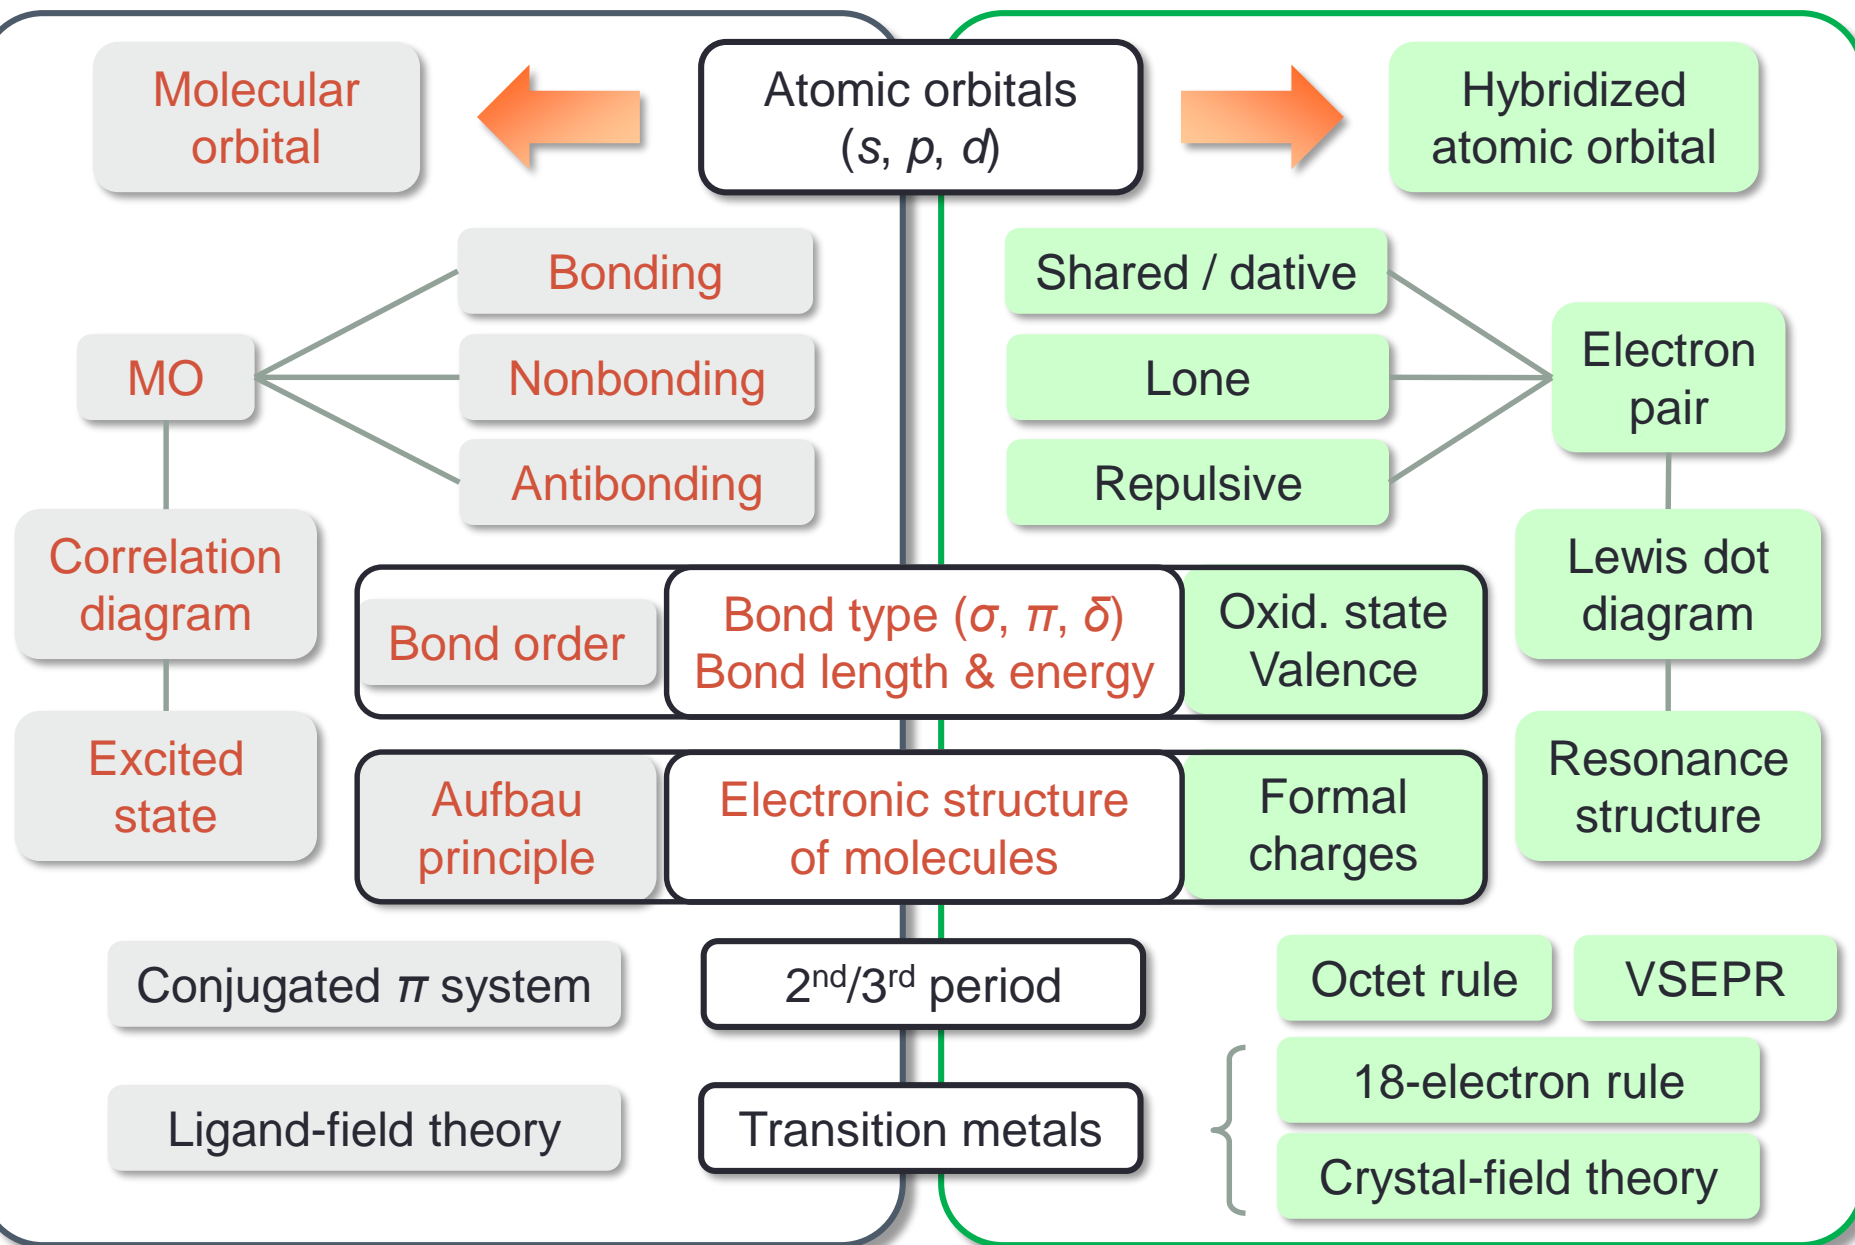 Molecular
orbital
Atomic orbitals
(s, p, d)
Hybridized
atomic orbital
Bonding
Shared / dative
MO
Nonbonding
Lone
Electron
pair
Antibonding
Repulsive
Correlation
diagram
Lewis dot
diagram
Bond order
Bond type (σ, π, δ)
Bond length & energy
Oxid. state
Valence
Excited
state
Resonance
structure
Aufbau
principle
Electronic structure
of molecules
Formal
charges
Conjugated π system
2nd/3rd period
Octet rule
VSEPR
Ligand-field theory
Transition metals
18-electron rule
Crystal-field theory